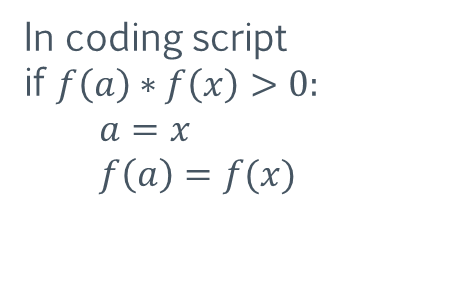 In coding script
if f(a) * f(x) > 0:
a = x
f(a) = f(x)